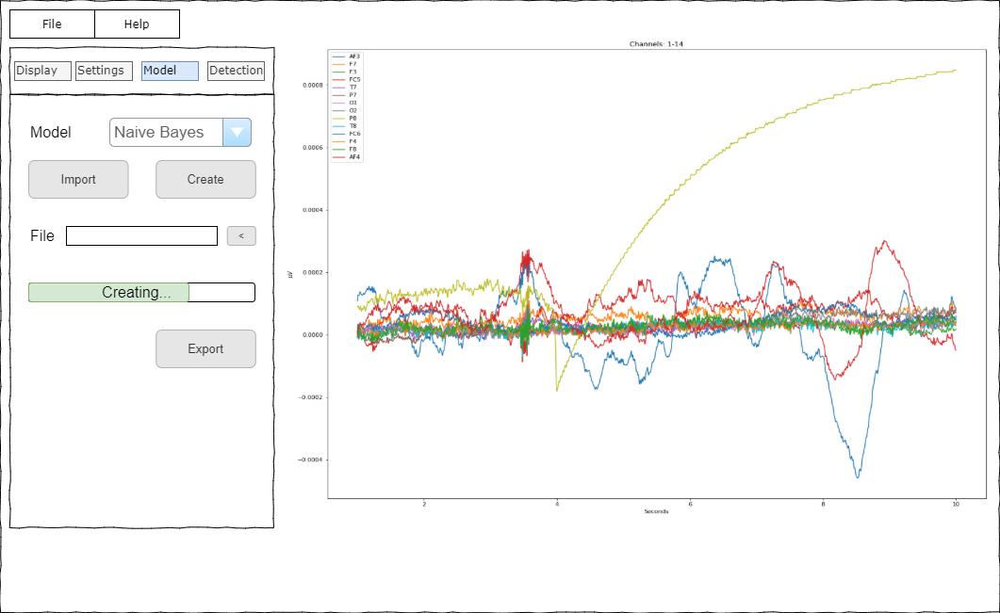 File Help
Display Settings Model Detection
Model Naive Bayes
Import Create
File <
Creating...
Export
Channels: 1-14
AF3
F7
F3
FC5
T7
P7
O1
O2
P8
T8
FC6
F4
F8
AF4
0.0008
0.0006
0.0004
0.0002
0.0000
−0.0002
−0.0004
µV
2 4 6 8 10
Seconds